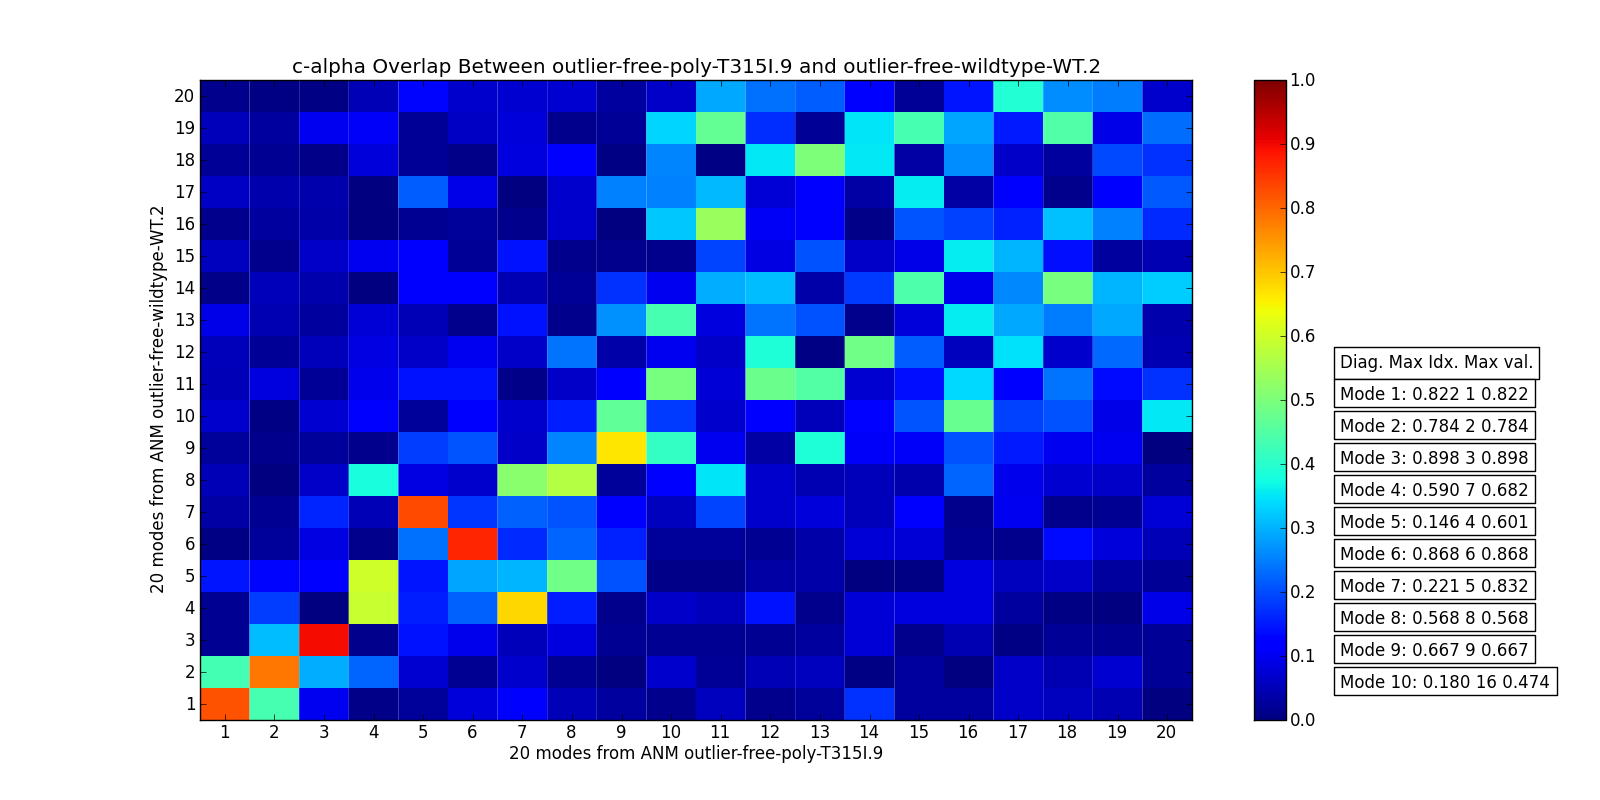 c-alpha Overlap Between outlier-free-poly-T315I.9 and outlier-free-wildtype-WT.2
20 modes from ANM outlier-free-wildtype-WT.2
20
19
18
17
16
15
14
13
12
11
10
9
8
7
6
5
4
3
2
1
1 2 3 4 5 6 7 8 9 10 11 12 13 14 15 16 17 18 19 20
20 modes from ANM outlier-free-poly-T315I.9
1.0
0.9
0.8
0.7
0.6
0.5
0.4
0.3
0.2
0.1
0.0
Diag. Max Idx. Max val.
Mode 1: 0.822 1 0.822
Mode 2: 0.784 2 0.784
Mode 3: 0.898 3 0.898
Mode 4: 0.590 7 0.682
Mode 5: 0.146 4 0.601
Mode 6: 0.868 6 0.868
Mode 7: 0.221 5 0.832
Mode 8: 0.568 8 0.568
Mode 9: 0.667 9 0.667
Mode 10: 0.180 16 0.474